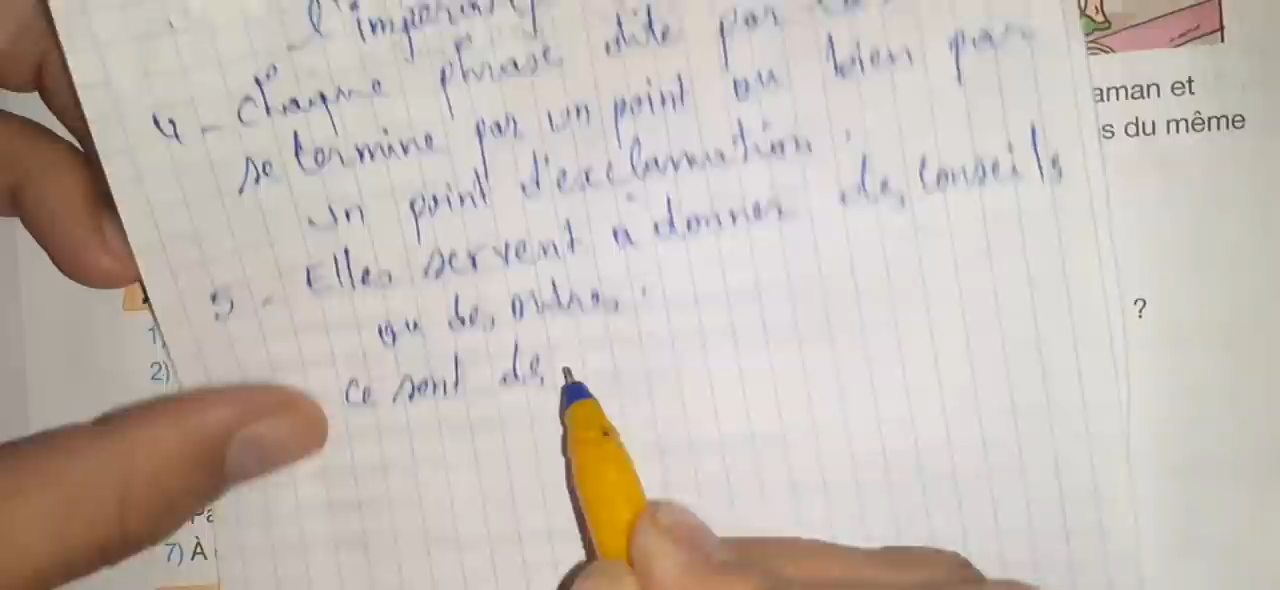 l'impératif
4 - chaque phrase dite par
se termine par un point ou bien par
un point d'exclamation.
5 - Elles servent à donner des conseils
ou des ordres.
ce sont des
aman et
s du même
?
1)
2)
7) À